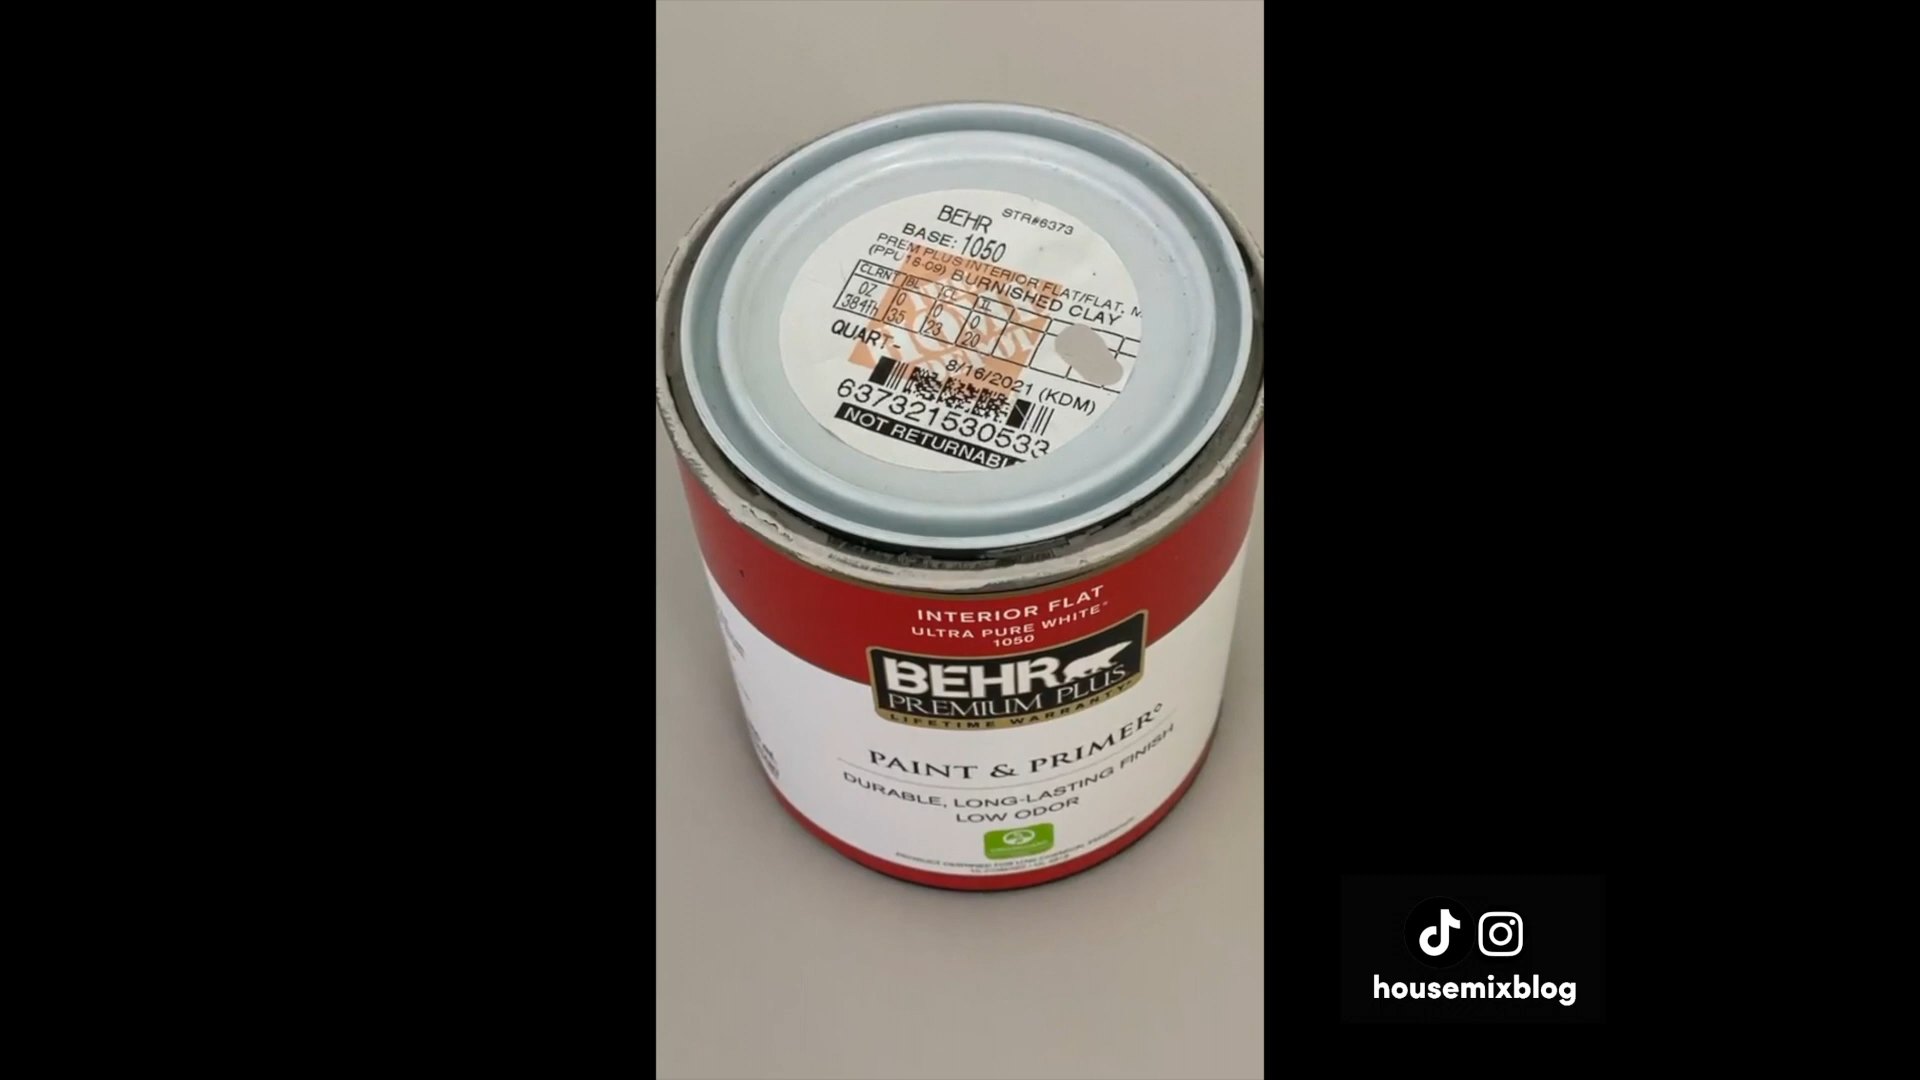 BEHR STR#6373
BASE: 1050
PREM PLUS INTERIOR FLAT/FLAT, M
(PPU18-09) BURNISHED CLAY
CLRNT BL CL IL
OZ 0 0 0
384th 35 23 20
QUART-
8/16/2021 (KDM)
637321530533
NOT RETURNABL
INTERIOR FLAT
ULTRA PURE WHITE
1050
BEHR
PREMIUM PLUS
LIFETIME WARRANTY
PAINT & PRIMER
DURABLE, LONG-LASTING FINISH
LOW ODOR
housemixblog